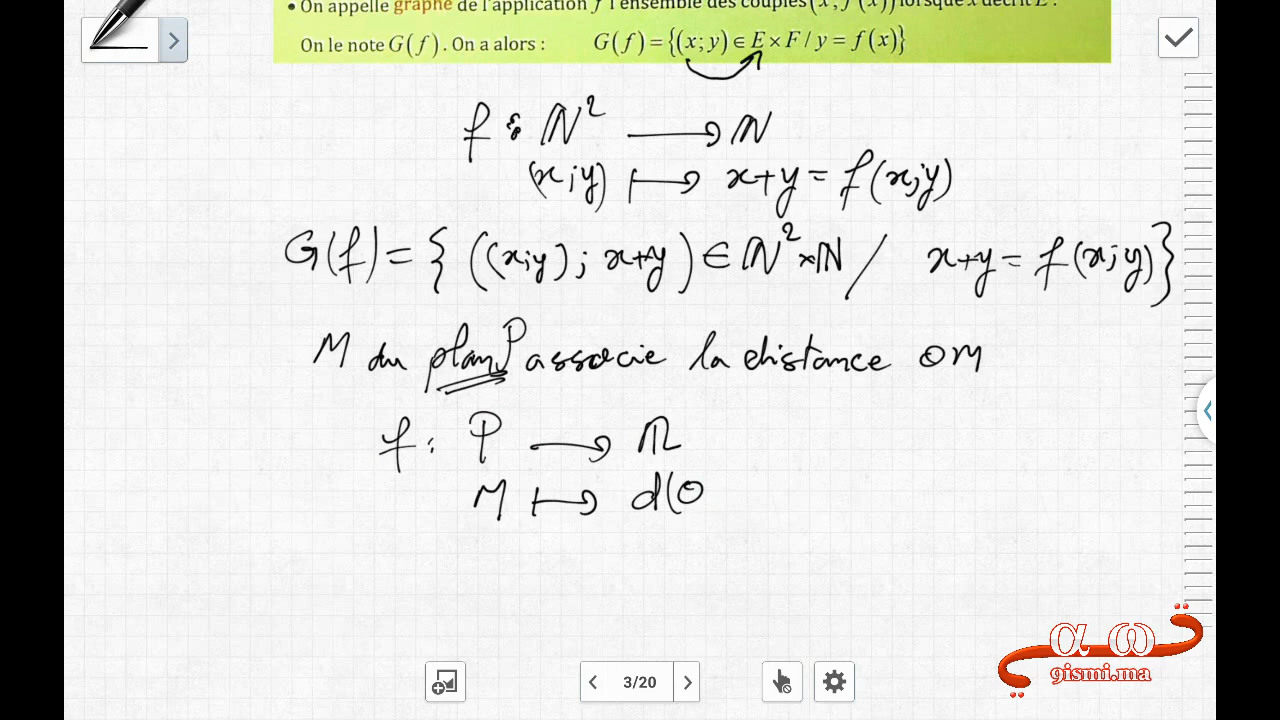 • On appelle graphe de l'application f l'ensemble des couples (x; f(x)) lorsque x décrit E.
On le note G(f). On a alors : G(f) = {(x; y) ∈ E × F / y = f(x)}
f : ℕ² ⟶ ℕ
(x;y) ⟼ x+y = f(x;y)
G(f) = { ((x;y) ; x+y) ∈ ℕ² × ℕ / x+y = f(x;y) }
M du plan P associe la distance OM
f : P ⟶ ℝ
M ⟼ d(O
α ω
gismi.ma
3/20